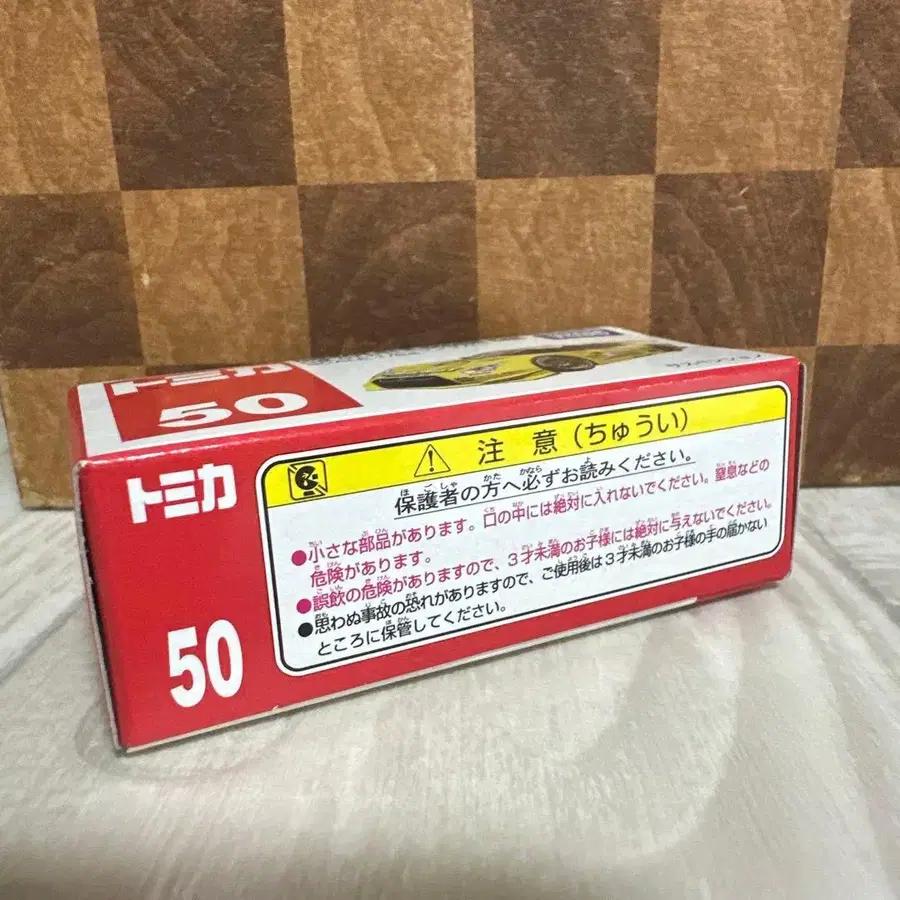 トミカ
50
サスペンション
トミカ
50
注意(ちゅうい)
保護者の方へ必ずお読みください。
●小さな部品があります。口の中には絶対に入れないでください。窒息などの
危険があります。
●誤飲の危険がありますので、3才未満のお子様には絶対に与えないでください。
●思わぬ事故の恐れがありますので、ご使用後は3才未満のお子様の手の届かない
ところに保管してください。